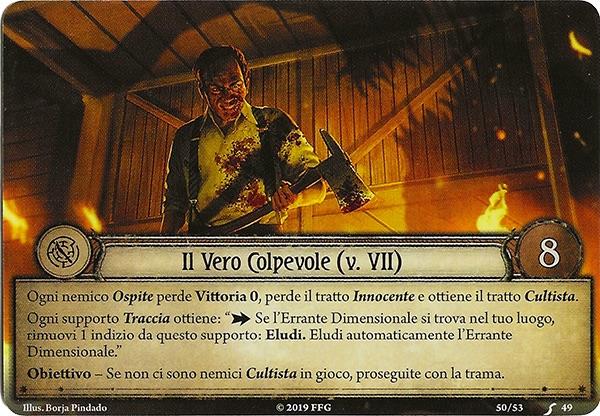 8
Il Vero Colpevole (v. VII)
Ogni nemico Ospite perde Vittoria 0, perde il tratto Innocente e ottiene il tratto Cultista.
Ogni supporto Traccia ottiene: “ Se l'Errante Dimensionale si trova nel tuo luogo,
rimuovi 1 indizio da questo supporto: Eludi. Eludi automaticamente l'Errante
Dimensionale.”
Obiettivo – Se non ci sono nemici Cultista in gioco, proseguite con la trama.
Illus. Borja Pindado © 2019 FFG 50/53 49